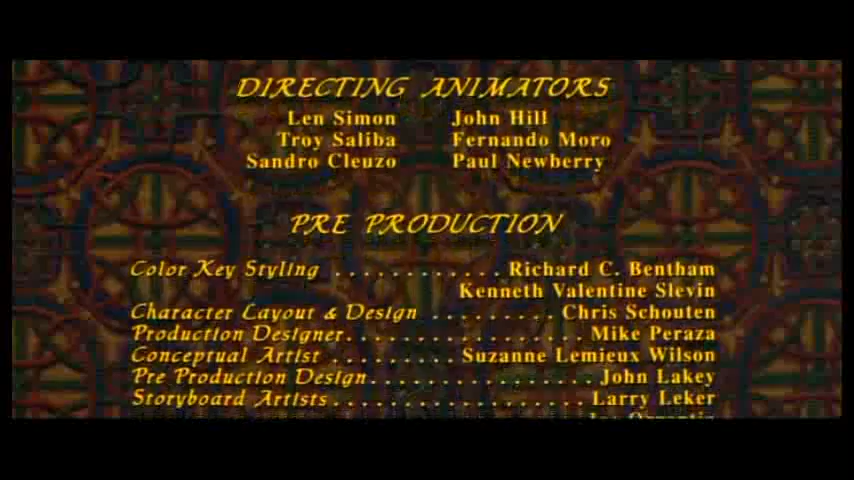 DIRECTING ANIMATORS
Len Simon John Hill
Troy Saliba Fernando Moro
Sandro Cleuzo Paul Newberry
PRE PRODUCTION
Color Key Styling . . . . . . . . . . . . Richard C. Bentham
Kenneth Valentine Slevin
Character Layout & Design . . . . . . . . . Chris Schouten
Production Designer. . . . . . . . . . . . . . . . . Mike Peraza
Conceptual Artist . . . . . . . . . Suzanne Lemieux Wilson
Pre Production Design. . . . . . . . . . . . . . . . John Lakey
Storyboard Artists. . . . . . . . . . . . . . . . . . Larry Leker